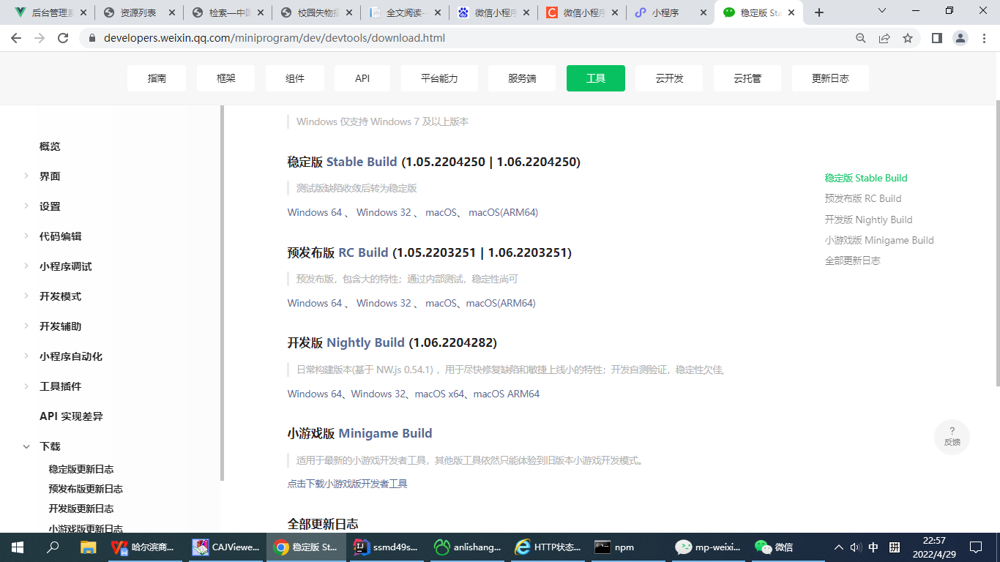 后台管理系
资源列表
检索—中国
校园失物招
全文阅读-
微信小程序
微信小程序
小程序
稳定版 Sta
developers.weixin.qq.com/miniprogram/dev/devtools/download.html
指南 框架 组件 API 平台能力 服务端 工具 云开发 云托管 更新日志
概览
界面
设置
代码编辑
小程序调试
开发模式
开发辅助
小程序自动化
工具插件
API 实现差异
下载
稳定版更新日志
预发布版更新日志
开发版更新日志
小游戏版更新日志
Windows 仅支持 Windows 7 及以上版本
稳定版 Stable Build (1.05.2204250 | 1.06.2204250)
测试版缺陷收敛后转为稳定版
Windows 64 、 Windows 32 、 macOS、 macOS(ARM64)
预发布版 RC Build (1.05.2203251 | 1.06.2203251)
预发布版，包含大的特性；通过内部测试，稳定性尚可
Windows 64 、 Windows 32 、 macOS、macOS(ARM64)
开发版 Nightly Build (1.06.2204282)
日常构建版本(基于 NW.js 0.54.1) ，用于尽快修复缺陷和敏捷上线小的特性；开发自测验证，稳定性欠佳
Windows 64、Windows 32、macOS x64、macOS ARM64
小游戏版 Minigame Build
适用于最新的小游戏开发者工具，其他版工具依然只能体验到旧版本小游戏开发模式。
点击下载小游戏版开发者工具
全部更新日志
稳定版 Stable Build
预发布版 RC Build
开发版 Nightly Build
小游戏版 Minigame Build
全部更新日志
?
反馈
哈尔滨商...
CAJViewe...
稳定版 St...
ssmd49s...
anlishang...
HTTP状态...
npm
mp-weixi...
微信
中
拼
22:57
2022/4/29